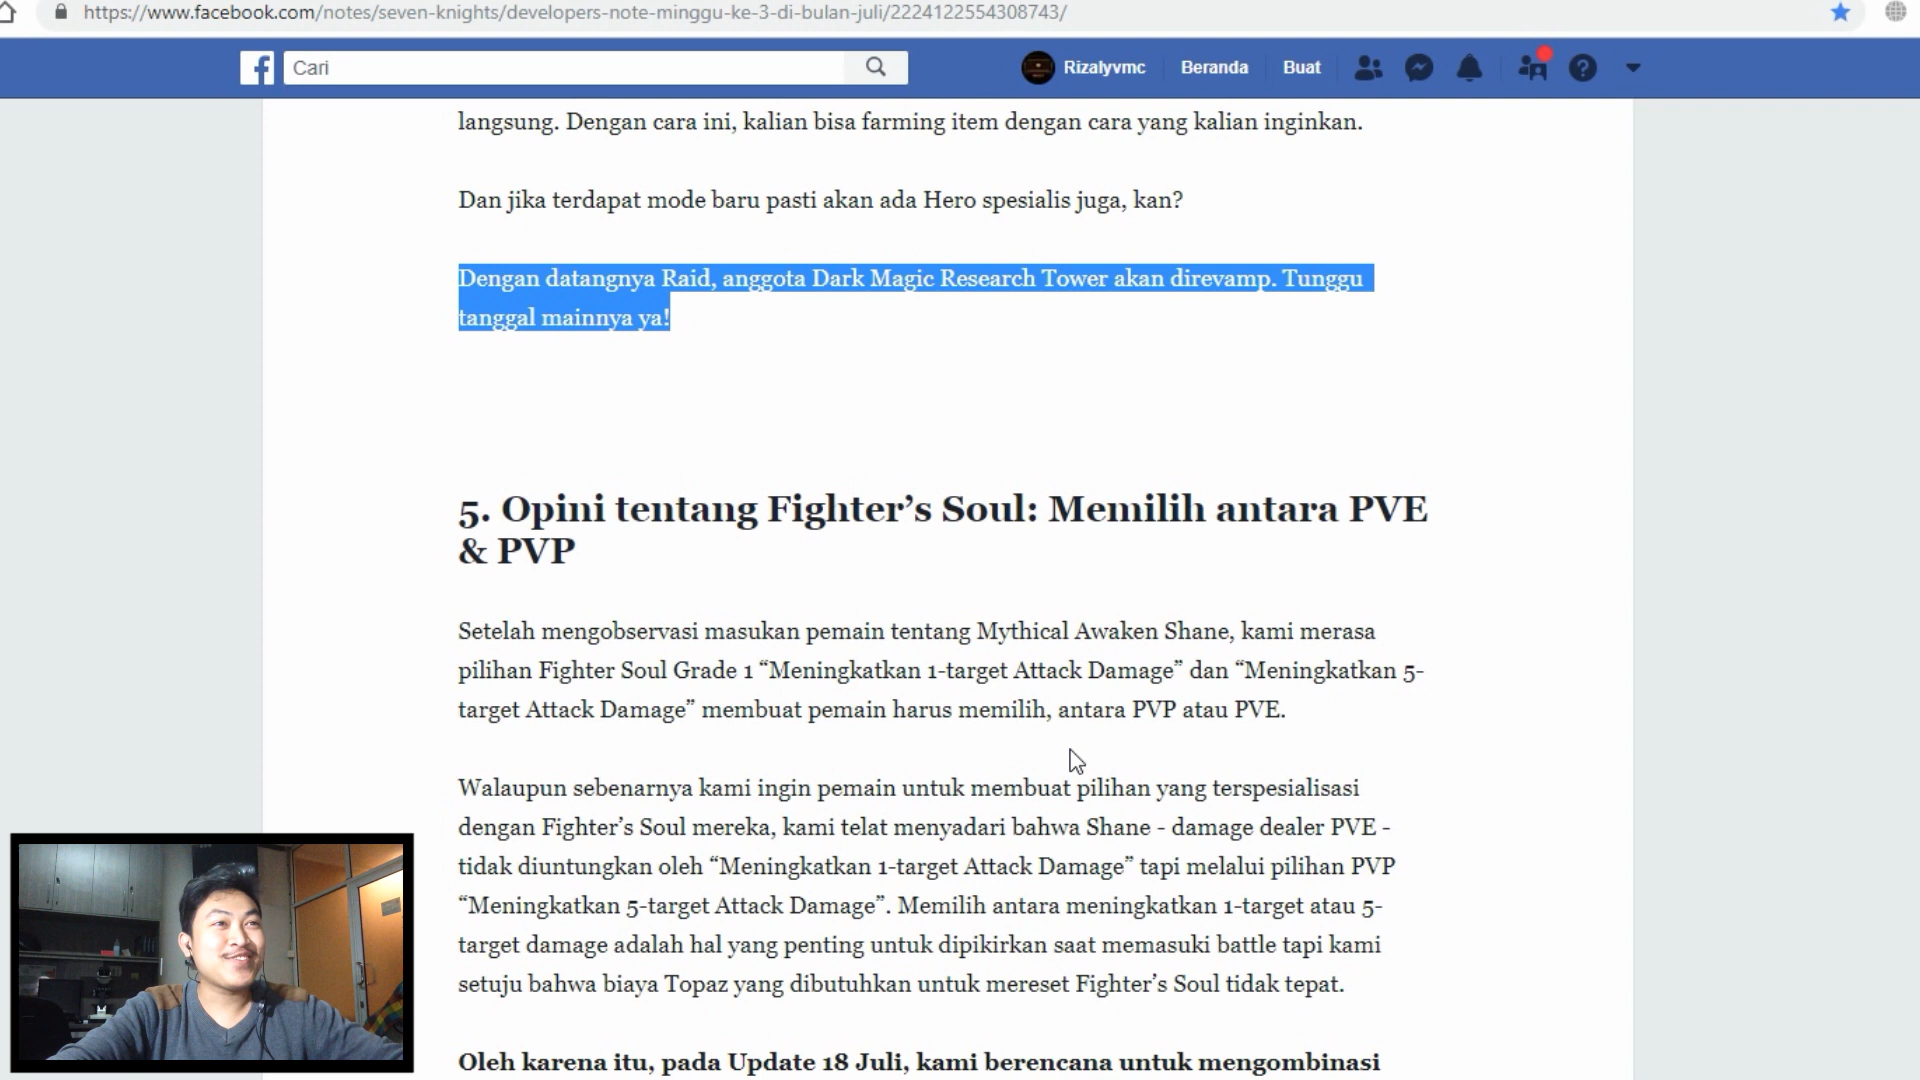 https://www.facebook.com/notes/seven-knights/developers-note-minggu-ke-3-di-bulan-juli/2224122554308743/
Cari
Rizalyvmc
Beranda
Buat
langsung. Dengan cara ini, kalian bisa farming item dengan cara yang kalian inginkan.
Dan jika terdapat mode baru pasti akan ada Hero spesialis juga, kan?
Dengan datangnya Raid, anggota Dark Magic Research Tower akan direvamp. Tunggu
tanggal mainnya ya!
5. Opini tentang Fighter’s Soul: Memilih antara PVE
& PVP
Setelah mengobservasi masukan pemain tentang Mythical Awaken Shane, kami merasa
pilihan Fighter Soul Grade 1 “Meningkatkan 1-target Attack Damage” dan “Meningkatkan 5-
target Attack Damage” membuat pemain harus memilih, antara PVP atau PVE.
Walaupun sebenarnya kami ingin pemain untuk membuat pilihan yang terspesialisasi
dengan Fighter’s Soul mereka, kami telat menyadari bahwa Shane - damage dealer PVE -
tidak diuntungkan oleh “Meningkatkan 1-target Attack Damage” tapi melalui pilihan PVP
“Meningkatkan 5-target Attack Damage”. Memilih antara meningkatkan 1-target atau 5-
target damage adalah hal yang penting untuk dipikirkan saat memasuki battle tapi kami
setuju bahwa biaya Topaz yang dibutuhkan untuk mereset Fighter’s Soul tidak tepat.
Oleh karena itu, pada Update 18 Juli, kami berencana untuk mengombinasi